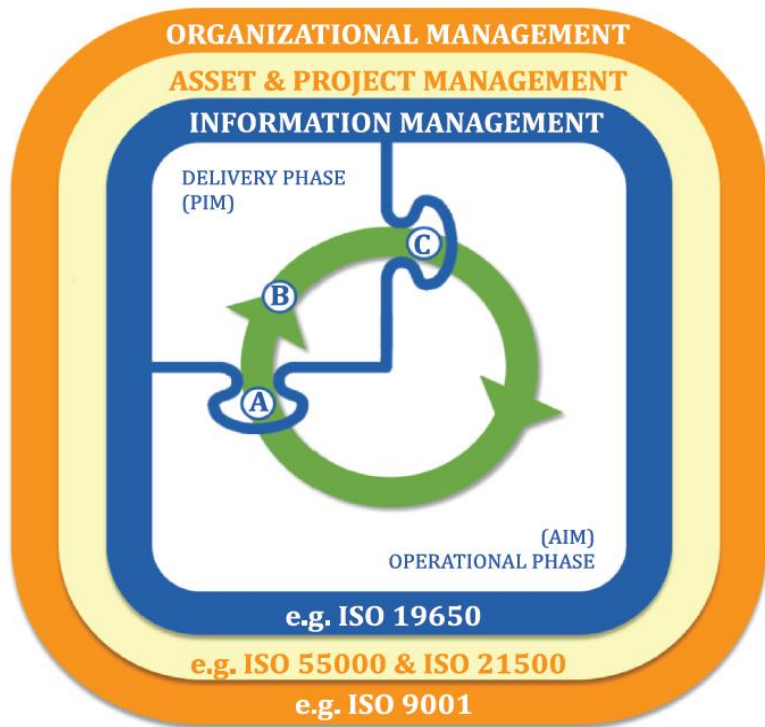 ORGANIZATIONAL MANAGEMENT
ASSET & PROJECT MANAGEMENT
INFORMATION MANAGEMENT
DELIVERY PHASE
(PIM)
C
B
A
(AIM)
OPERATIONAL PHASE
e.g. ISO 19650
e.g. ISO 55000 & ISO 21500
e.g. ISO 9001